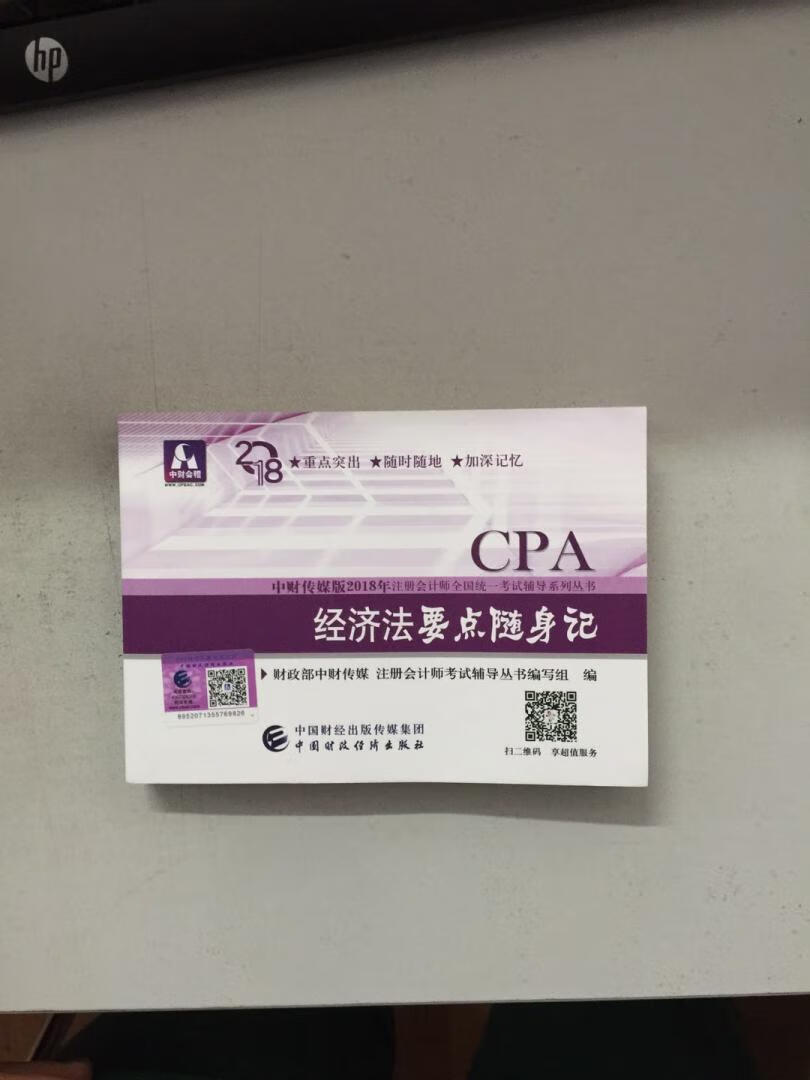 hp
中财会档
2018 ★重点突出 ★随时随地 ★加深记忆
CPA
中财传媒版2018年注册会计师全国统一考试辅导系列丛书
经济法要点随身记
财政部中财传媒 注册会计师考试辅导丛书编写组 编
中国财经出版传媒集团
中国财政经济出版社
扫二维码 享超值服务